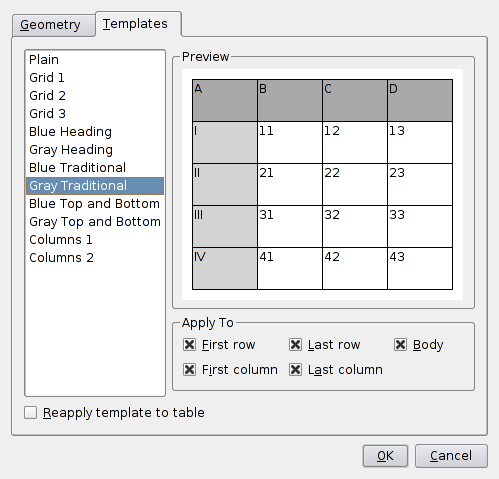 Geometry Templates
Plain
Grid 1
Grid 2
Grid 3
Blue Heading
Gray Heading
Blue Traditional
Gray Traditional
Blue Top and Bottom
Gray Top and Bottom
Columns 1
Columns 2
Preview
A B C D
I 11 12 13
II 21 22 23
III 31 32 33
IV 41 42 43
Apply To
First row Last row Body
First column Last column
Reapply template to table
OK Cancel